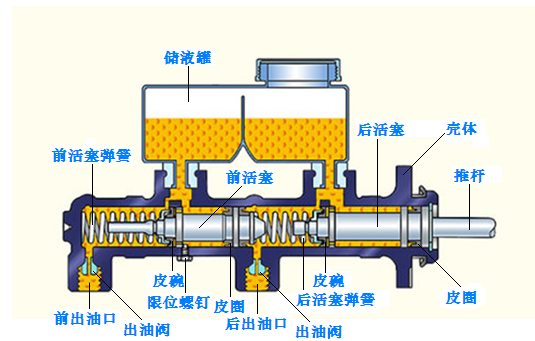 储液罐
后活塞
壳体
前活塞弹簧
前活塞
推杆
皮碗
限位螺钉
皮圈
皮碗
后活塞弹簧
皮圈
前出油口
出油阀
后出油口
出油阀